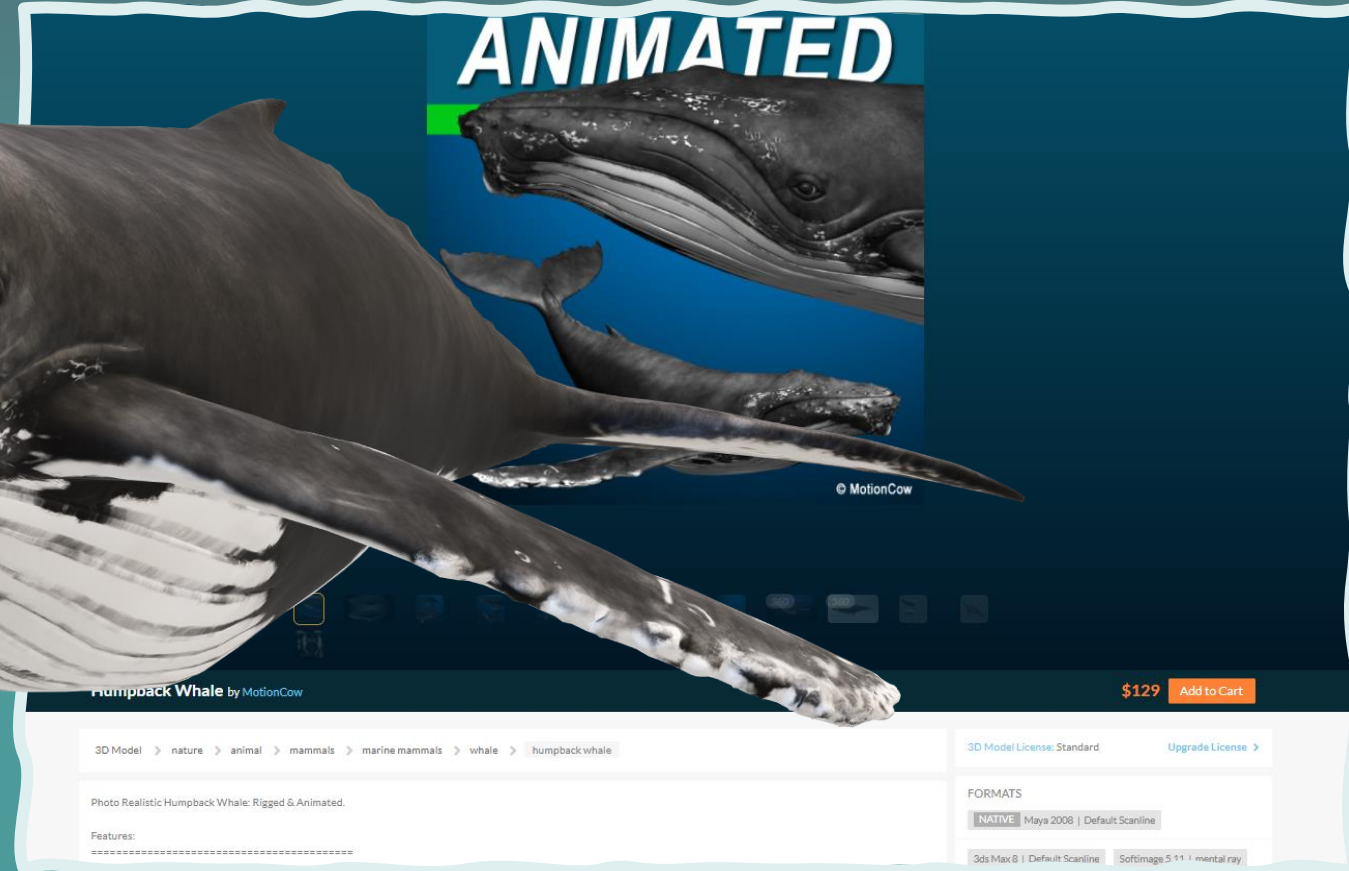 ANIMATED
© MotionCow
360
360
Humpback Whale by MotionCow
$129 Add to Cart
3D Model > nature > animal > mammals > marine mammals > whale > humpback whale
3D Model License: Standard
Upgrade License >
Photo Realistic Humpback Whale: Rigged & Animated.
Features:
==========================================
FORMATS
NATIVE Maya 2008 | Default Scanline
3ds Max 8 | Default Scanline
Softimage 5.11 | mental ray